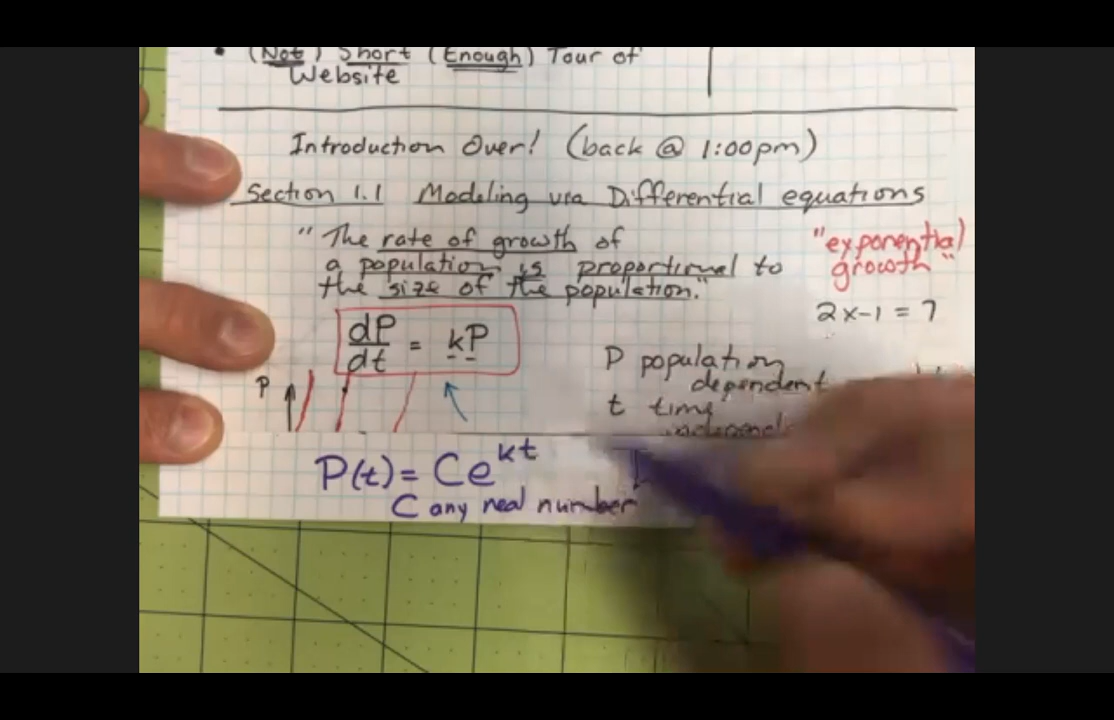 • (Not) Short (Enough) Tour of
Website
Introduction Over! (back @ 1:00pm)
Section 1.1 Modeling via Differential equations
"The rate of growth of
a population is proportional to
the size of the population."
"exponential
growth"
2x-1 = 7
dP/dt = kP
P population
dependent
t time
P
P(t) = Ce^kt
C any real number